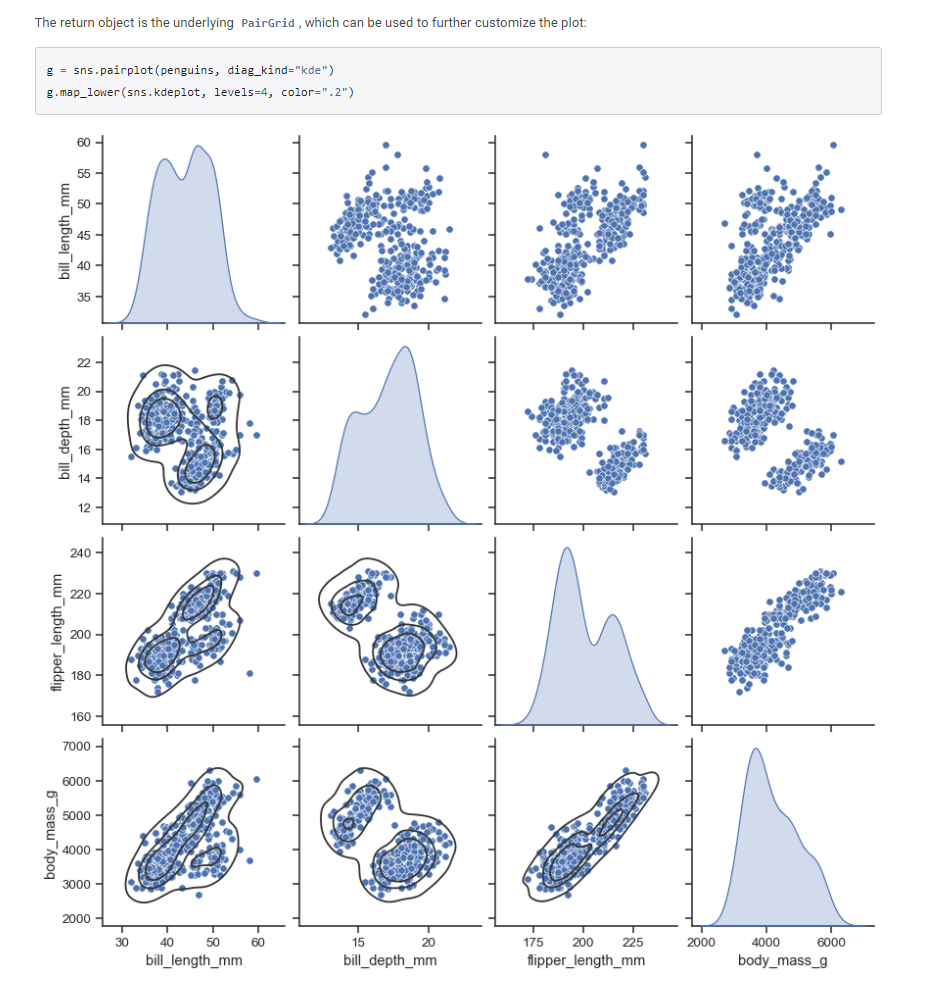 The return object is the underlying PairGrid , which can be used to further customize the plot:
g = sns.pairplot(penguins, diag_kind="kde")
g.map_lower(sns.kdeplot, levels=4, color=".2")
60
55
50
45
40
35
bill_length_mm
22
20
18
16
14
12
bill_depth_mm
240
220
200
180
160
flipper_length_mm
7000
6000
5000
4000
3000
2000
body_mass_g
30 40 50 60
15 20
175 200 225
2000 4000 6000
bill_length_mm
bill_depth_mm
flipper_length_mm
body_mass_g